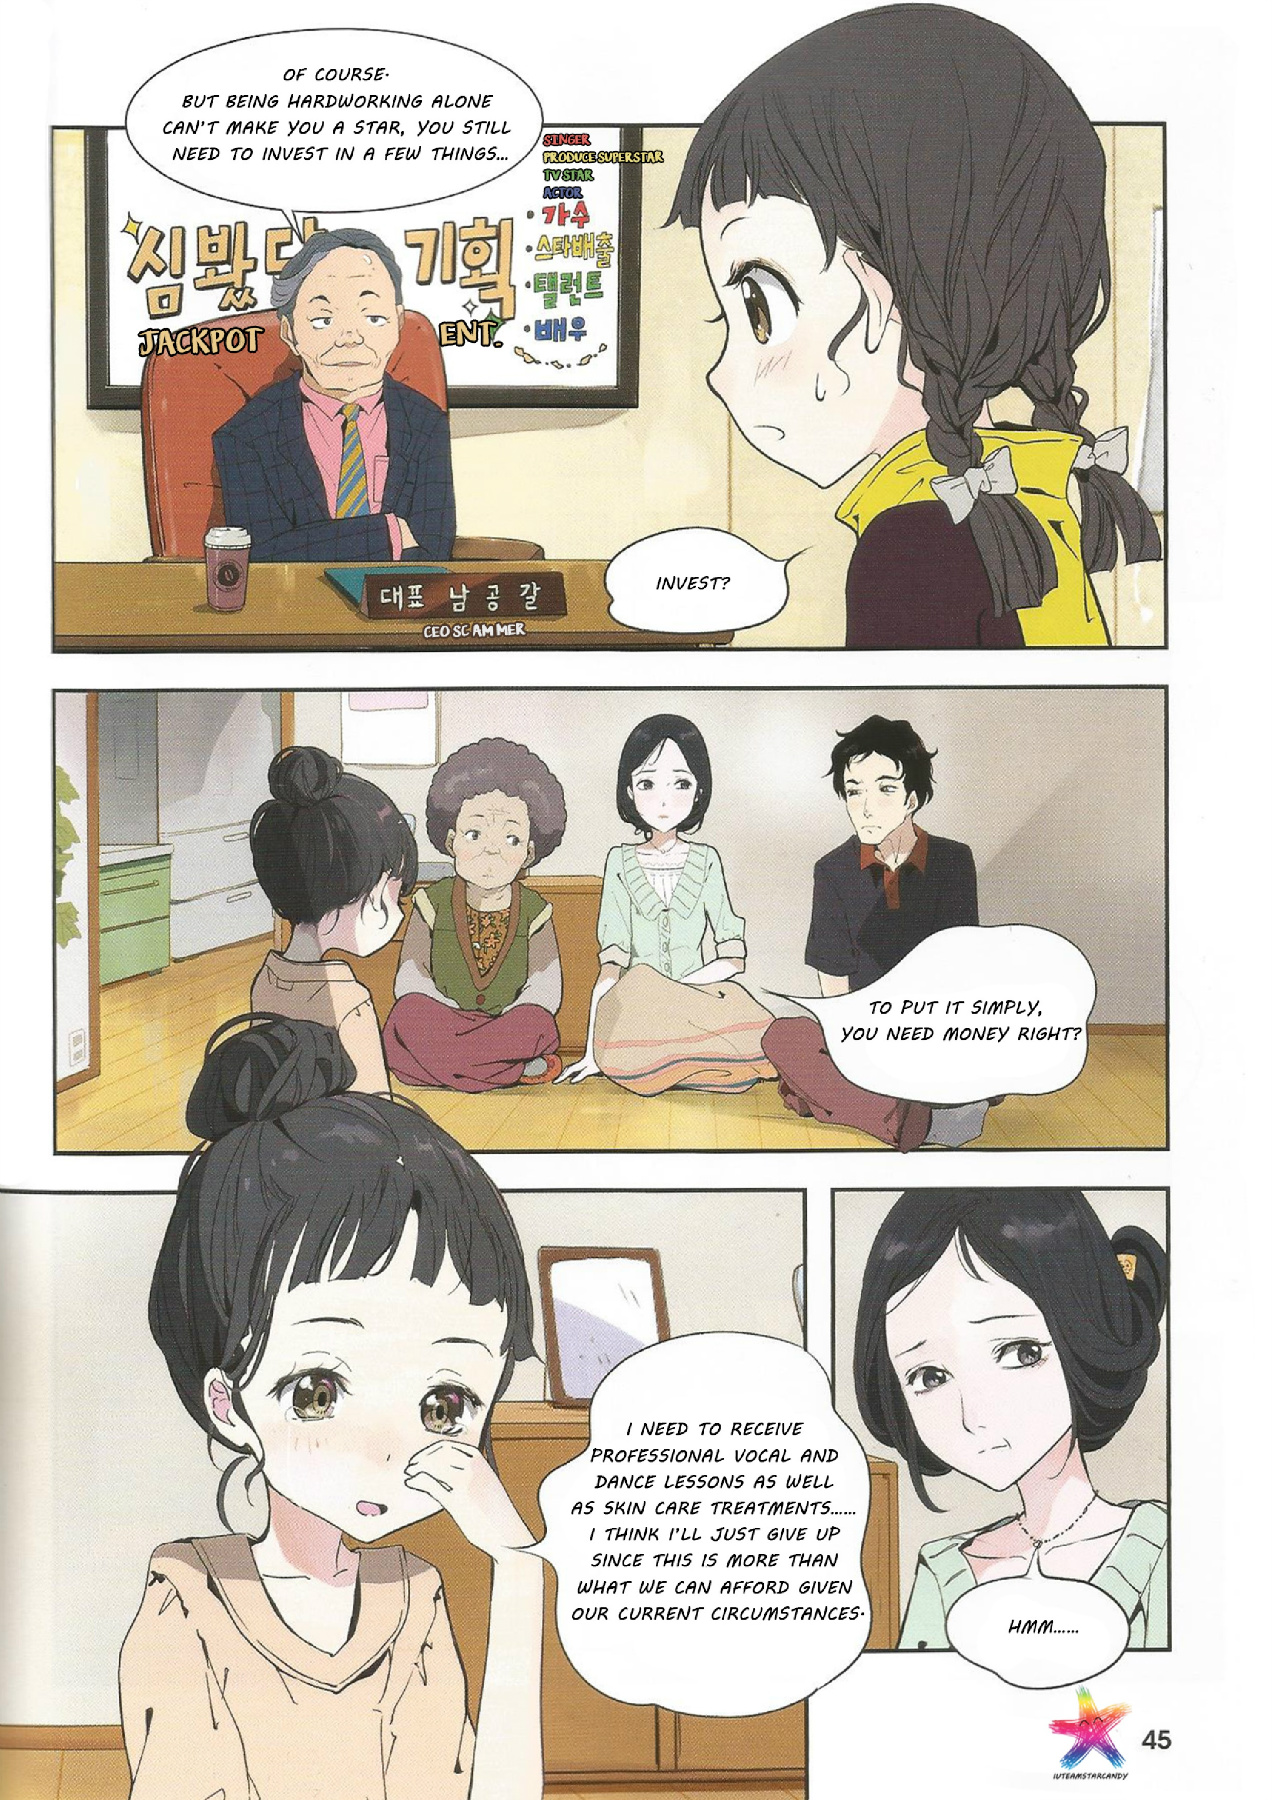 OF COURSE.
BUT BEING HARDWORKING ALONE
CAN'T MAKE YOU A STAR, YOU STILL
NEED TO INVEST IN A FEW THINGS...
SINGER
PRODUCE SUPERSTAR
TV STAR
ACTOR
심봤다 기획
JACKPOT ENT.
· 가수
· 스타배출
· 탤런트
· 배우
INVEST?
대표 남공갈
CEO SCAMMER
TO PUT IT SIMPLY,
YOU NEED MONEY RIGHT?
I NEED TO RECEIVE
PROFESSIONAL VOCAL AND
DANCE LESSONS AS WELL
AS SKIN CARE TREATMENTS......
I THINK I'LL JUST GIVE UP
SINCE THIS IS MORE THAN
WHAT WE CAN AFFORD GIVEN
OUR CURRENT CIRCUMSTANCES.
HMM......
IUTEAMSTARCANDY
45